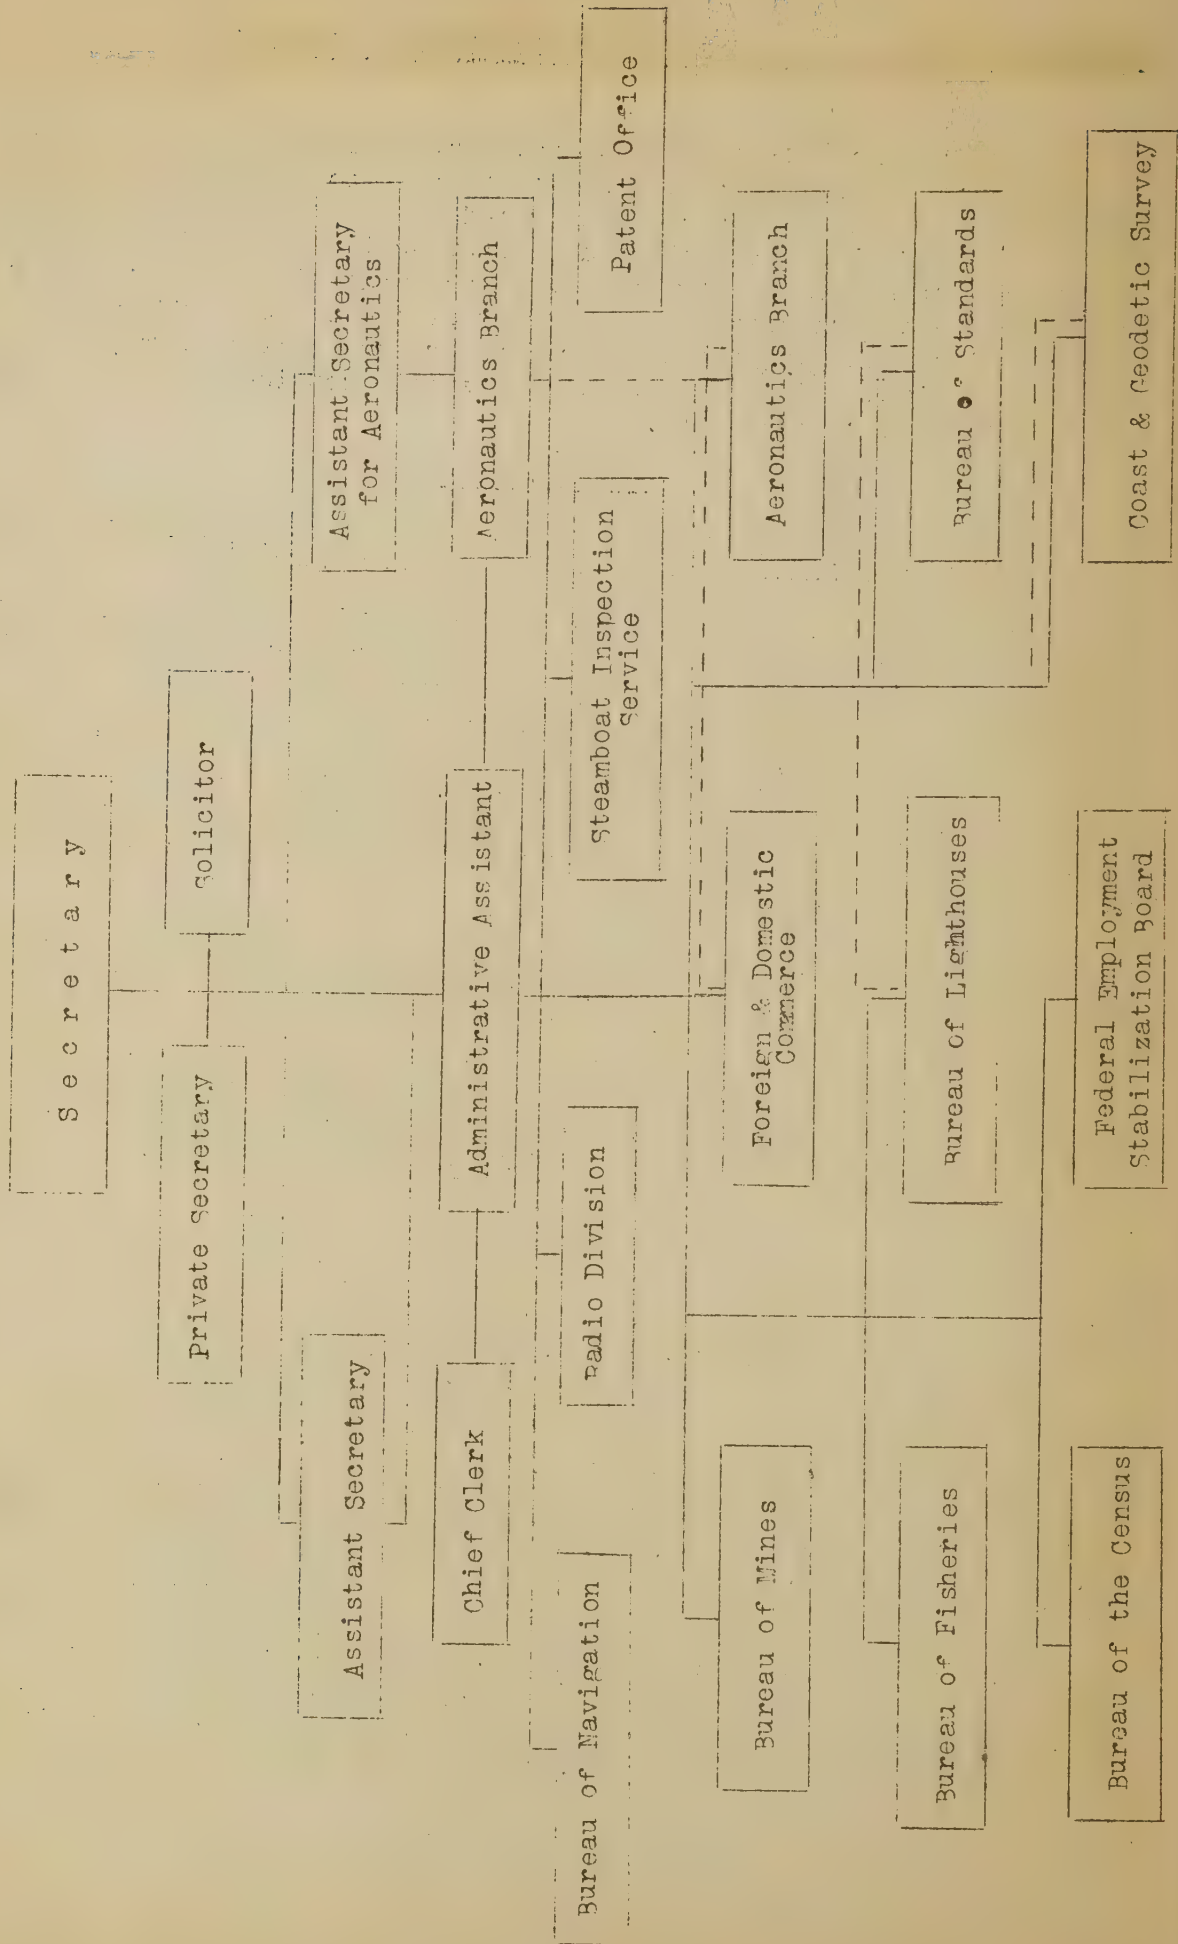 Secretary
Private Secretary
Solicitor
Assistant Secretary
Assistant Secretary
for Aeronautics
Chief Clerk
Administrative Assistant
Aeronautics Branch
Bureau of Navigation
Radio Division
Steamboat Inspection
Service
Patent Office
Bureau of Mines
Foreign & Domestic
Commerce
Aeronautics Branch
Bureau of Fisheries
Bureau of Lighthouses
Bureau of Standards
Bureau of the Census
Federal Employment
Stabilization Board
Coast & Geodetic Survey